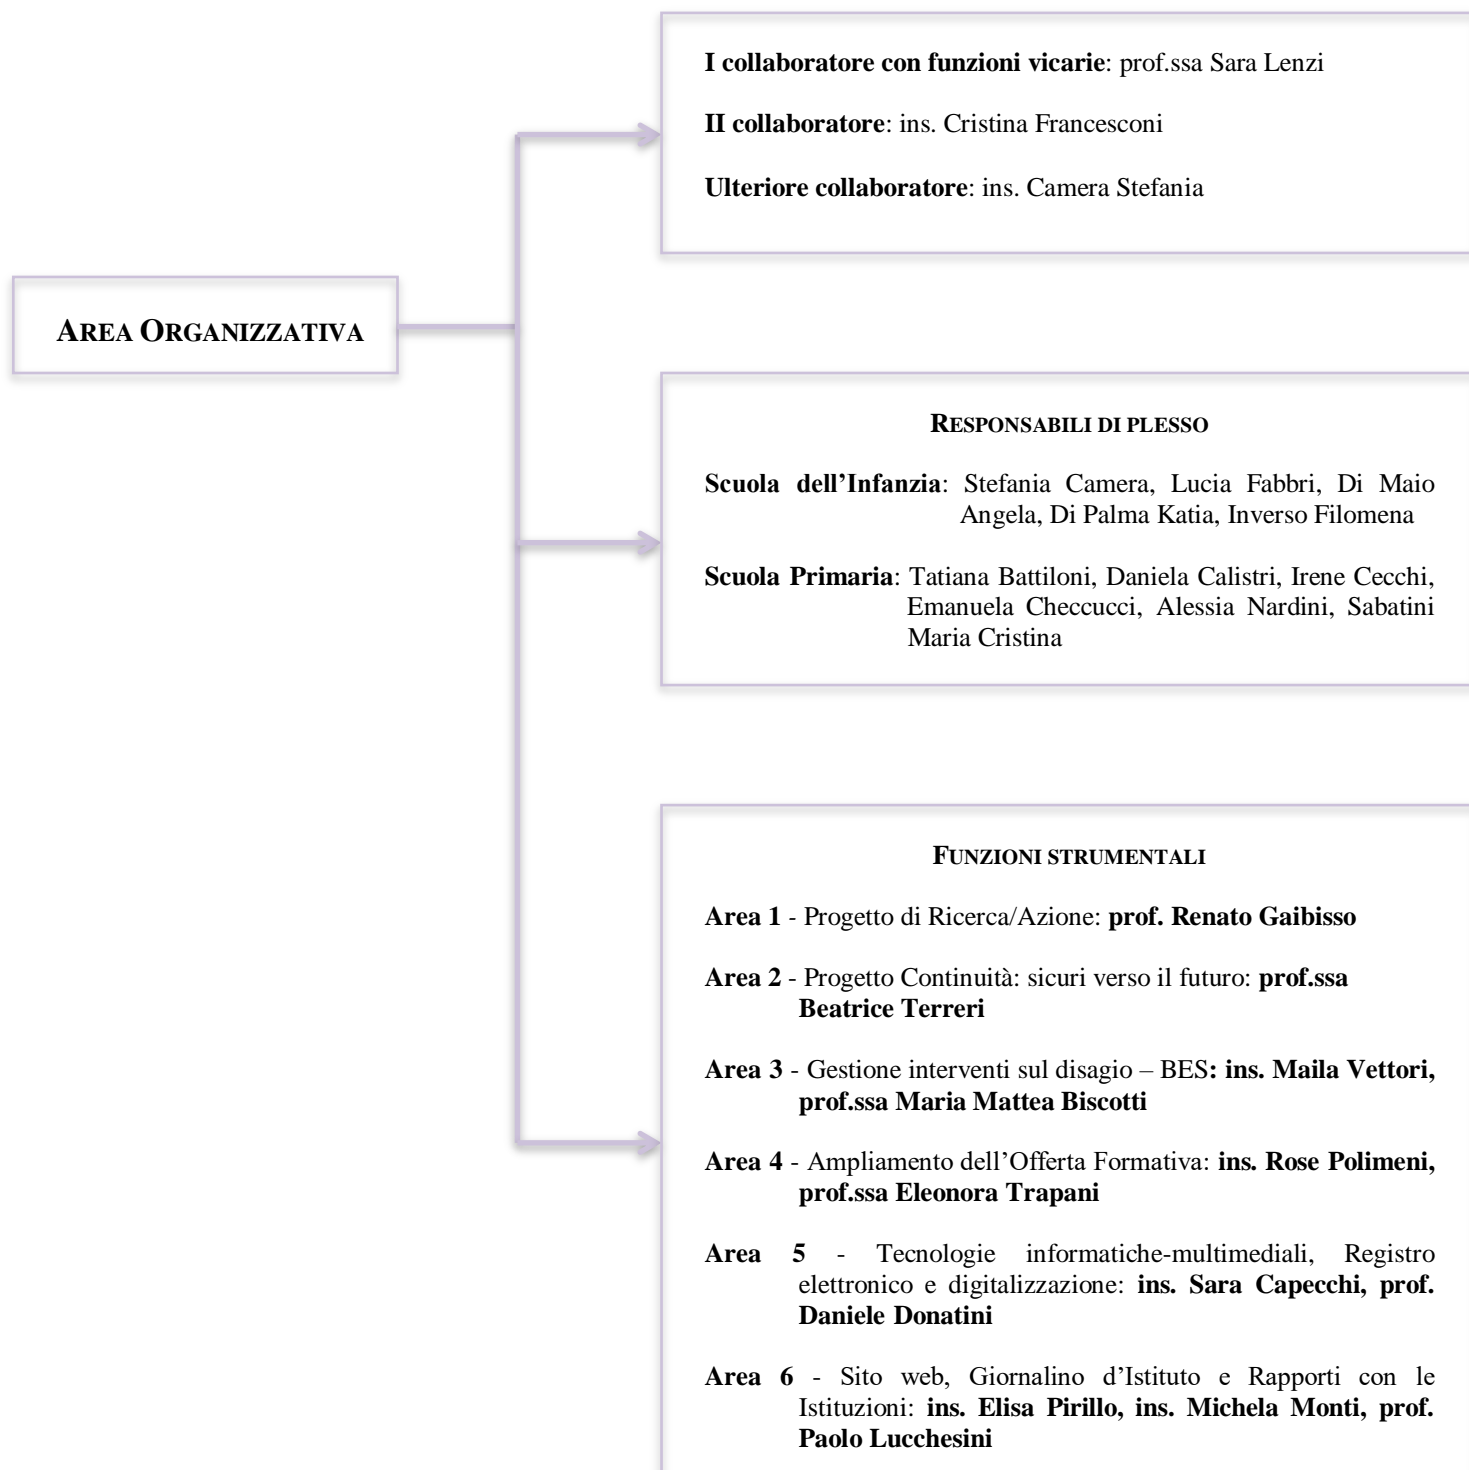 I collaboratore con funzioni vicarie: prof.ssa Sara Lenzi
II collaboratore: ins. Cristina Francesconi
Ulteriore collaboratore: ins. Camera Stefania
AREA ORGANIZZATIVA
RESPONSABILI DI PLESSO
Scuola dell’Infanzia: Stefania Camera, Lucia Fabbri, Di Maio
Angela, Di Palma Katia, Inverso Filomena
Scuola Primaria: Tatiana Battiloni, Daniela Calistri, Irene Cecchi,
Emanuela Checcucci, Alessia Nardini, Sabatini
Maria Cristina
FUNZIONI STRUMENTALI
Area 1 - Progetto di Ricerca/Azione: prof. Renato Gaibisso
Area 2 - Progetto Continuità: sicuri verso il futuro: prof.ssa
Beatrice Terreri
Area 3 - Gestione interventi sul disagio – BES: ins. Maila Vettori,
prof.ssa Maria Mattea Biscotti
Area 4 - Ampliamento dell’Offerta Formativa: ins. Rose Polimeni,
prof.ssa Eleonora Trapani
Area 5 - Tecnologie informatiche-multimediali, Registro
elettronico e digitalizzazione: ins. Sara Capecchi, prof.
Daniele Donatini
Area 6 - Sito web, Giornalino d’Istituto e Rapporti con le
Istituzioni: ins. Elisa Pirillo, ins. Michela Monti, prof.
Paolo Lucchesini